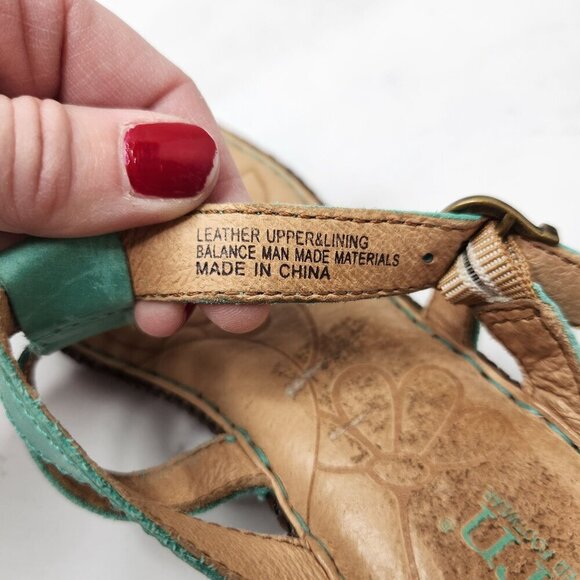 LEATHER UPPER&LINING
BALANCE MAN MADE MATERIALS
MADE IN CHINA